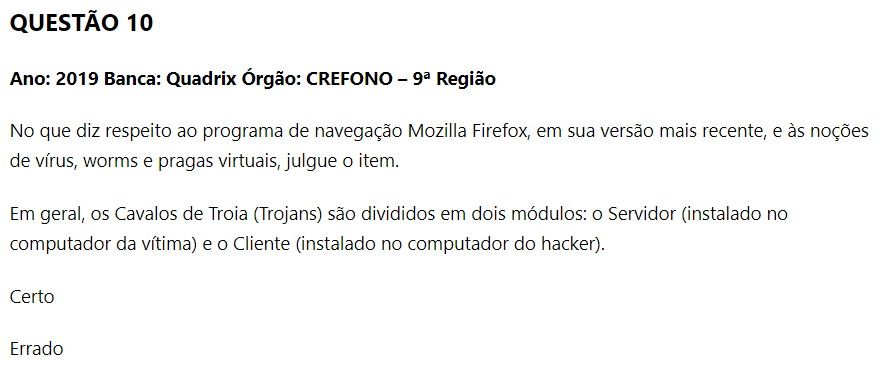 QUESTÃO 10
Ano: 2019 Banca: Quadrix Órgão: CREFONO – 9ª Região
No que diz respeito ao programa de navegação Mozilla Firefox, em sua versão mais recente, e às noções
de vírus, worms e pragas virtuais, julgue o item.
Em geral, os Cavalos de Troia (Trojans) são divididos em dois módulos: o Servidor (instalado no
computador da vítima) e o Cliente (instalado no computador do hacker).
Certo
Errado